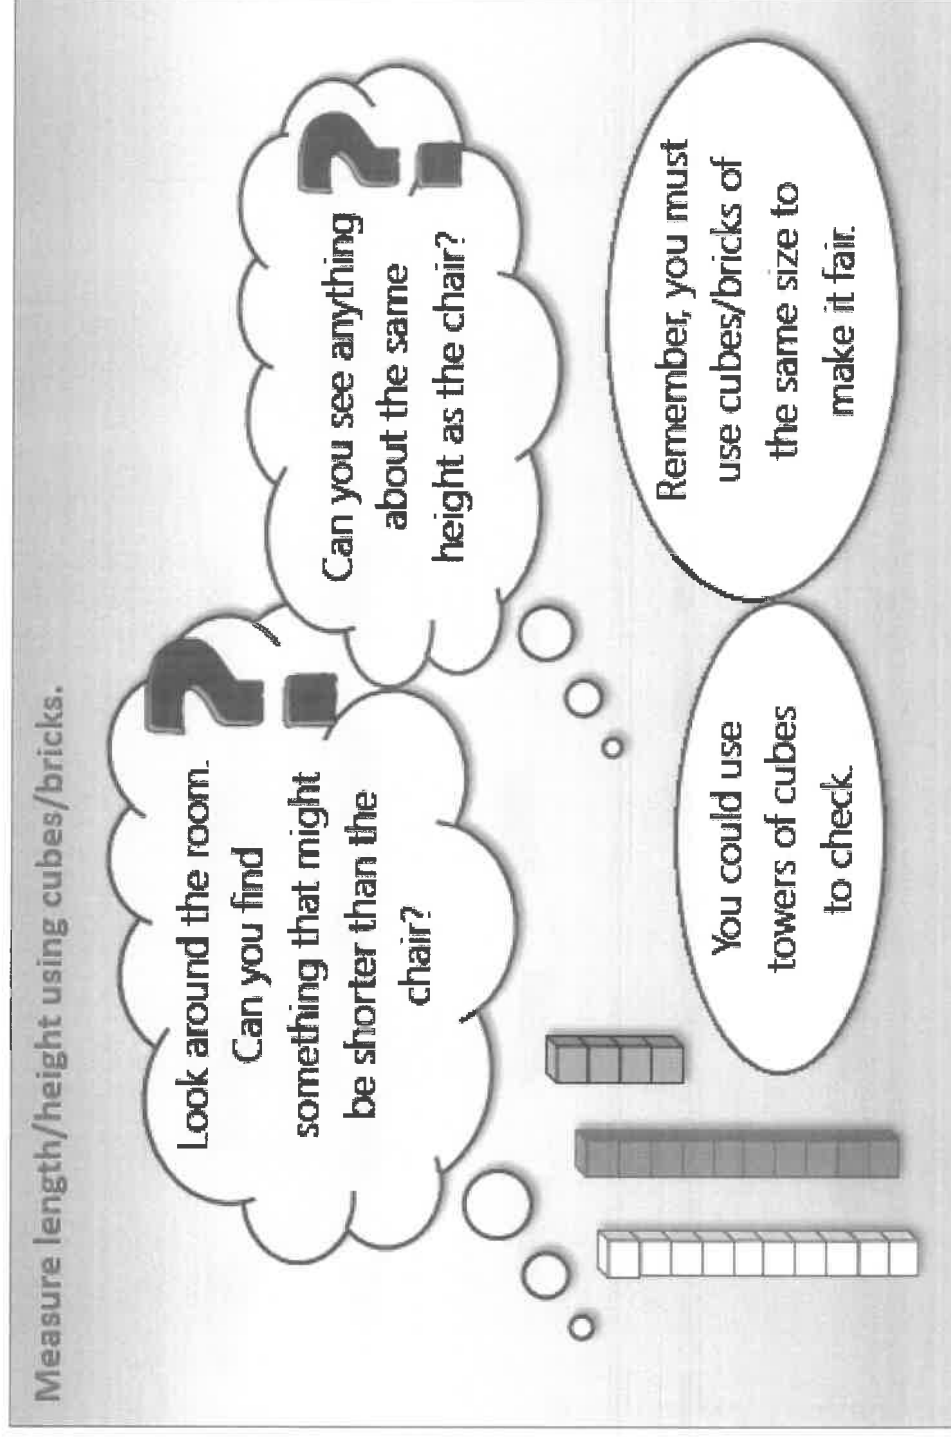 Measure length/height using cubes/bricks.
Look around the room.
Can you find
something that might
be shorter than the
chair?
?
Can you see anything
about the same
height as the chair?
?
You could use
towers of cubes
to check.
Remember, you must
use cubes/bricks of
the same size to
make it fair.